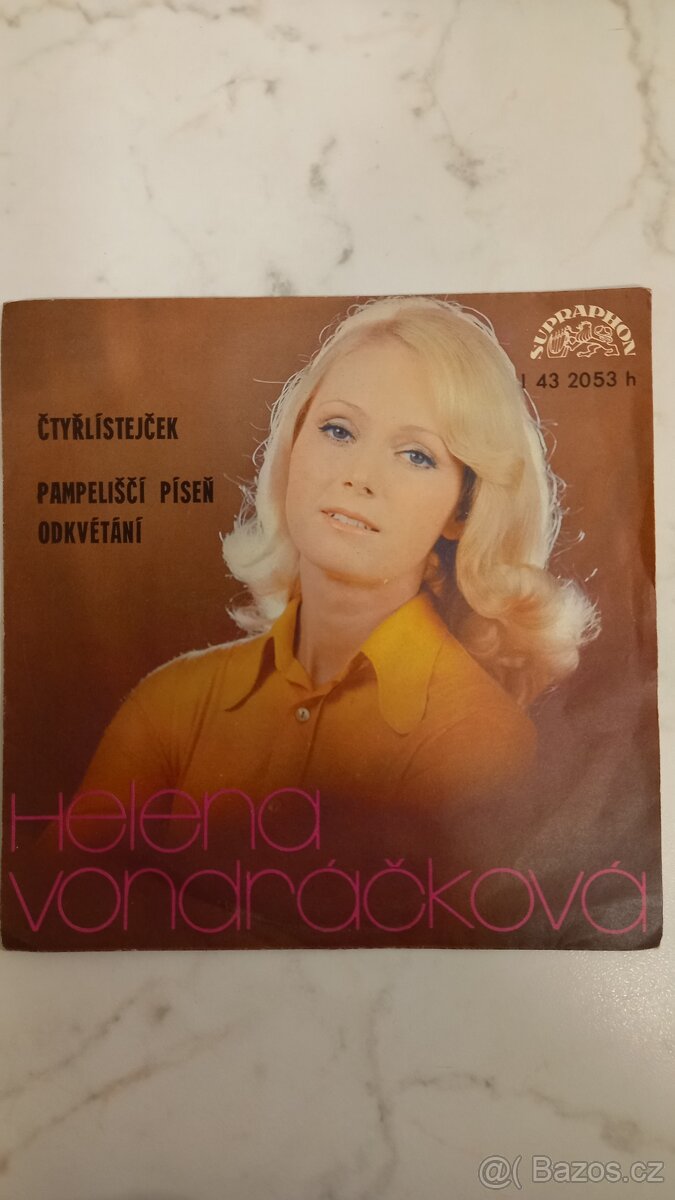 SUPRAPHON
1 43 2053 h
ČTYŘLÍSTEJČEK
PAMPELIŠČÍ PÍSEŇ
ODKVÉTÁNÍ
Helena
vondráčková
@( Bazos.cz